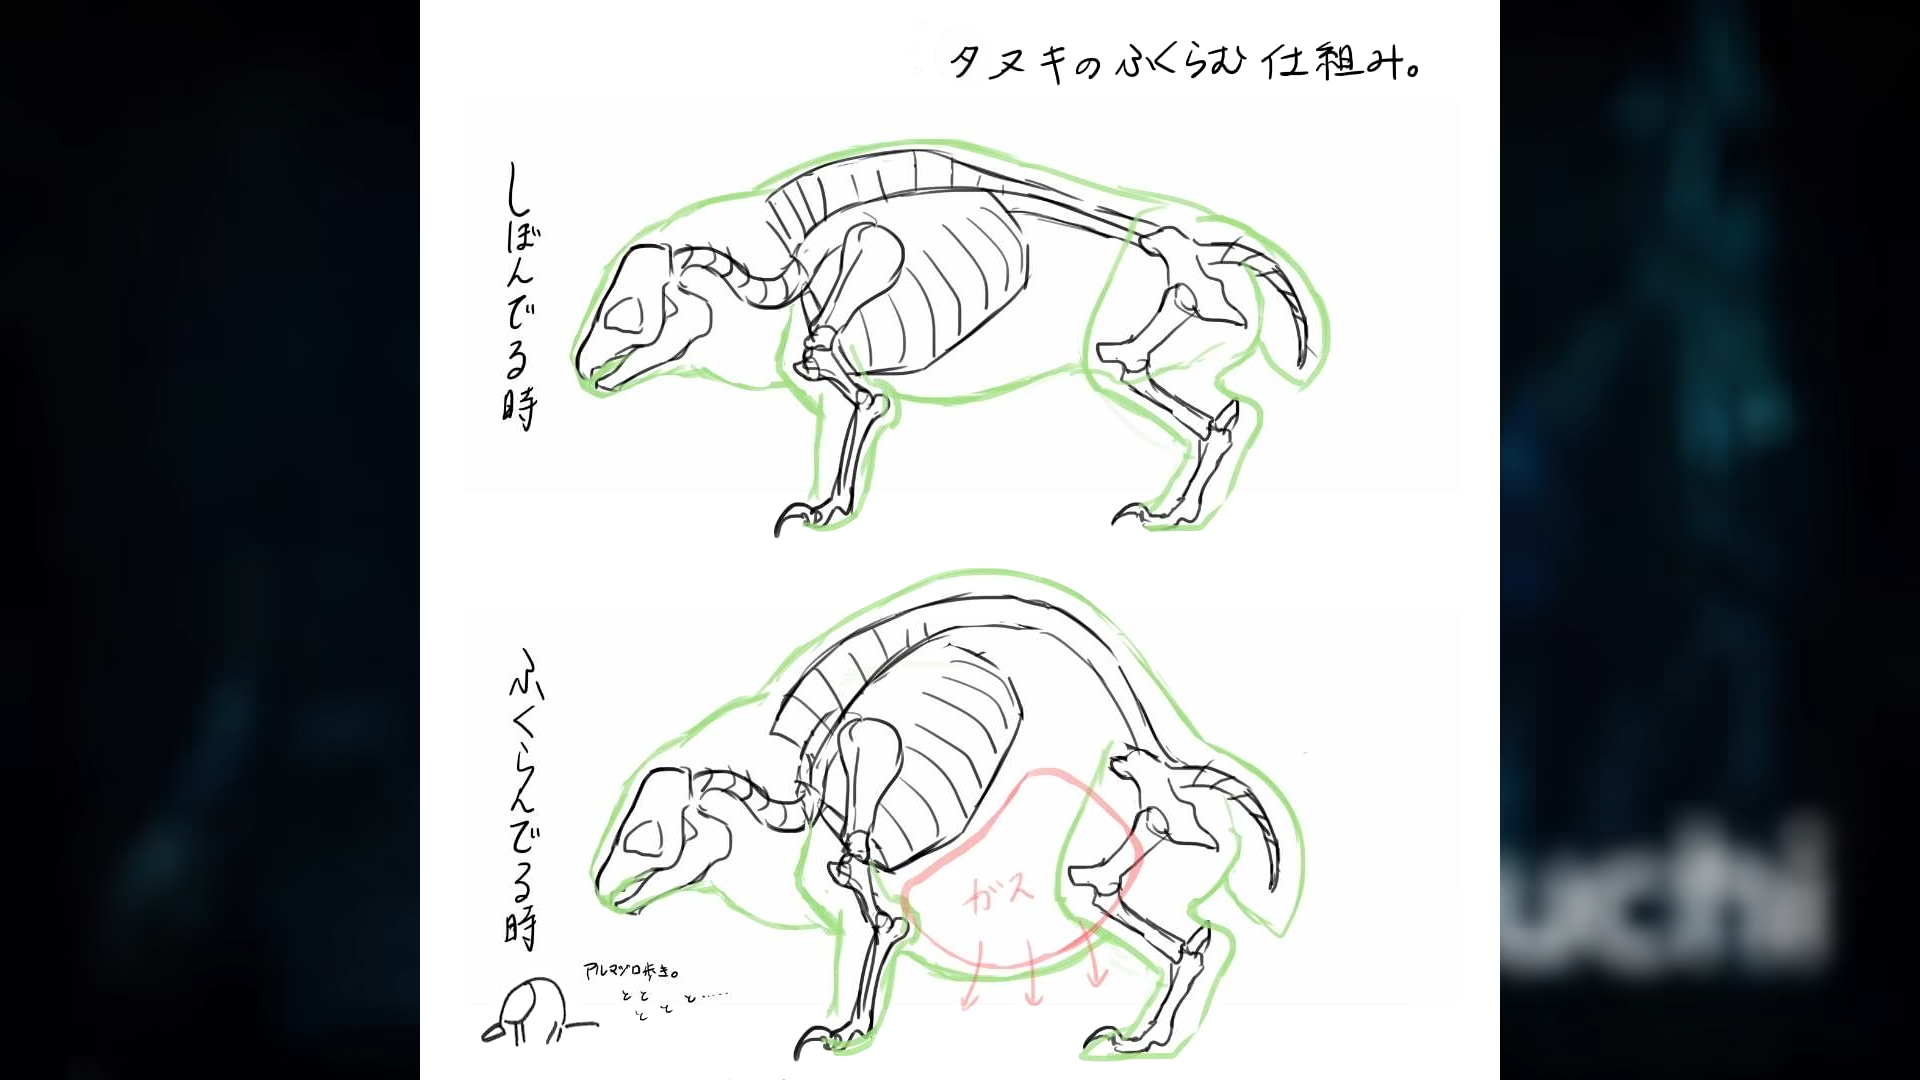 タヌキのふくらむ仕組み。
しぼんでる時
ふくらんでる時
ガス
アルマジロ歩き。
とと とと……
とと
uchi